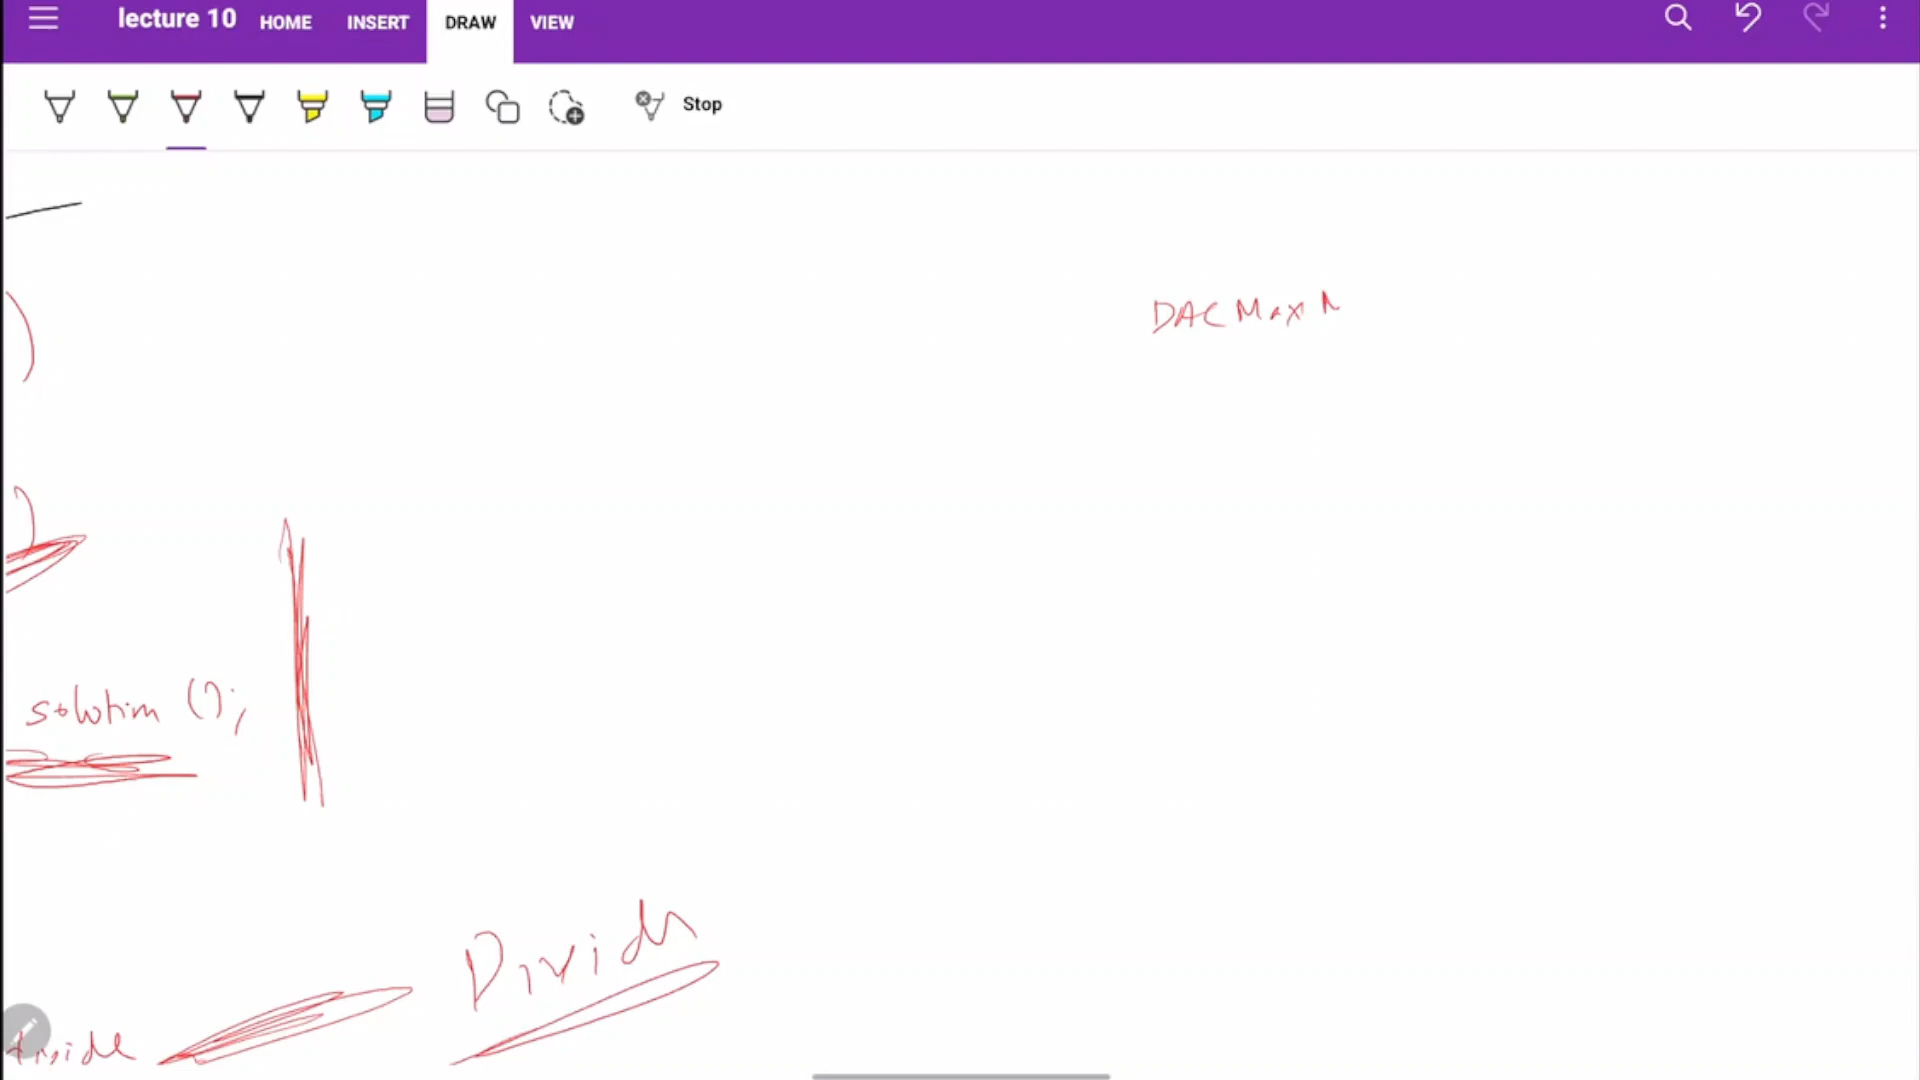 lecture 10 HOME INSERT DRAW VIEW
Stop
DAC Max
)
)
solution ();
Divide